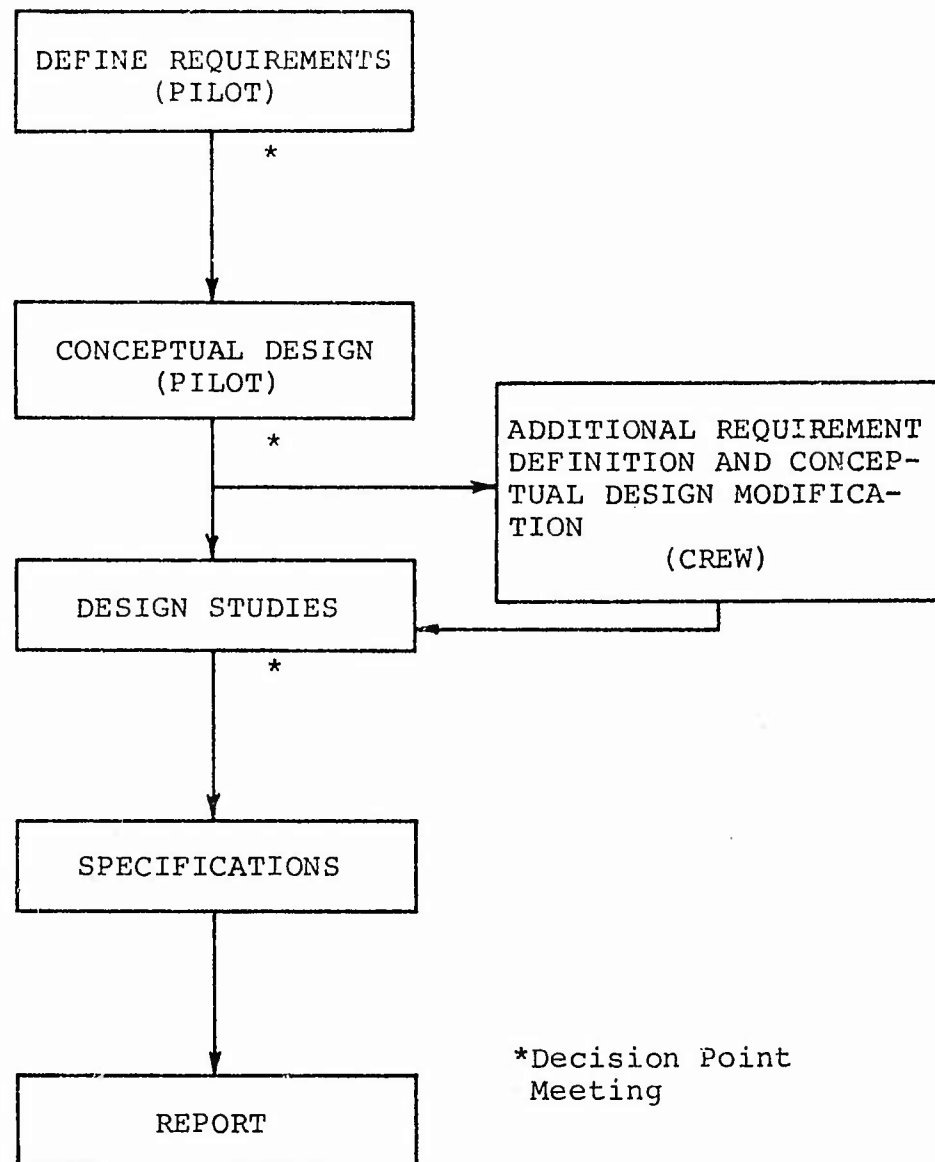 DEFINE REQUIREMENTS
(PILOT)
*
CONCEPTUAL DESIGN
(PILOT)
*
ADDITIONAL REQUIREMENT
DEFINITION AND CONCEP-
TUAL DESIGN MODIFICA-
TION
(CREW)
DESIGN STUDIES
*
SPECIFICATIONS
*Decision Point
Meeting
REPORT